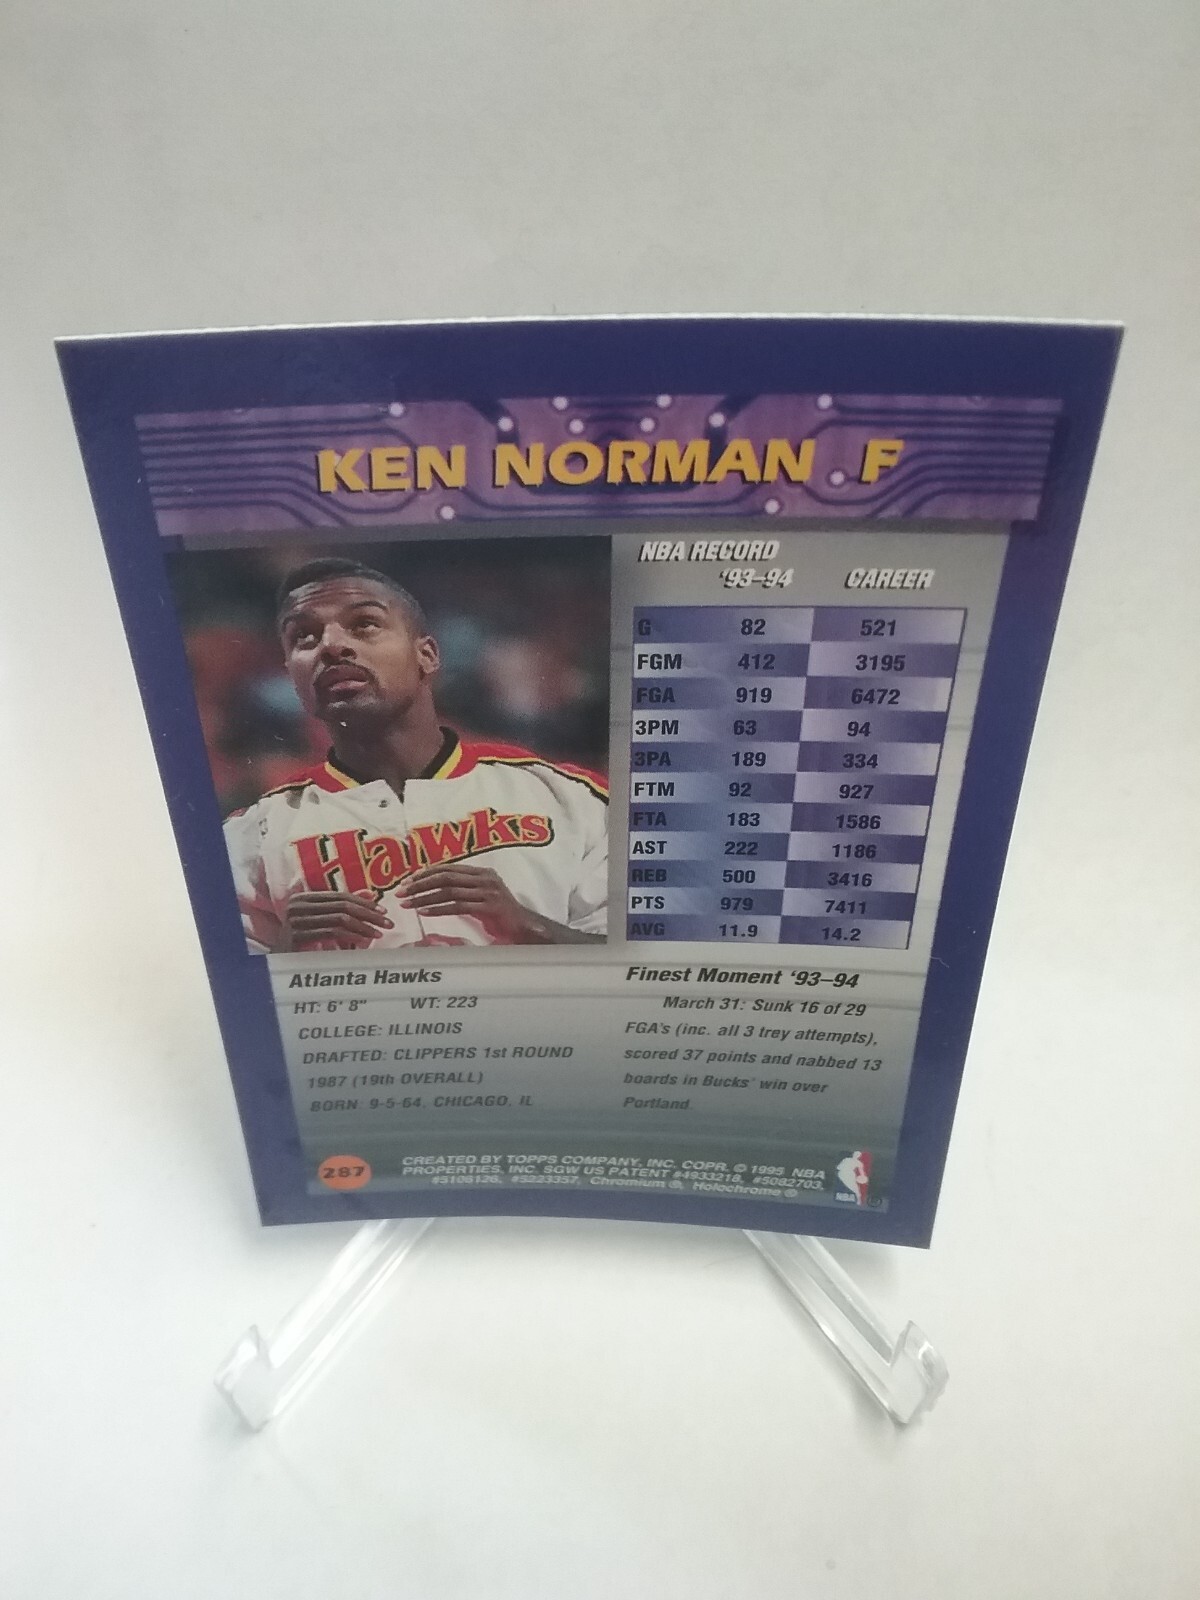 KEN NORMAN F
NBA RECORD
'93–94 CAREER
G 82 521
FGM 412 3195
FGA 919 6472
3PM 63 94
3PA 189 334
FTM 92 927
FTA 183 1586
AST 222 1186
REB 500 3416
PTS 979 7411
AVG 11.9 14.2
Hawks
Atlanta Hawks
HT: 6' 8" WT: 223
COLLEGE: ILLINOIS
DRAFTED: CLIPPERS 1st ROUND
1987 (19th OVERALL)
BORN: 9-5-64, CHICAGO, IL
Finest Moment '93–94
March 31: Sunk 16 of 29
FGA's (inc. all 3 trey attempts),
scored 37 points and nabbed 13
boards in Bucks' win over
Portland.
287
CREATED BY TOPPS COMPANY, INC. COPR. © 1995 NBA
PROPERTIES, INC. SGW US PATENT #4933218, #5082703,
#5106126, #5223357, Chromium ®, Holochrome ®
NBA